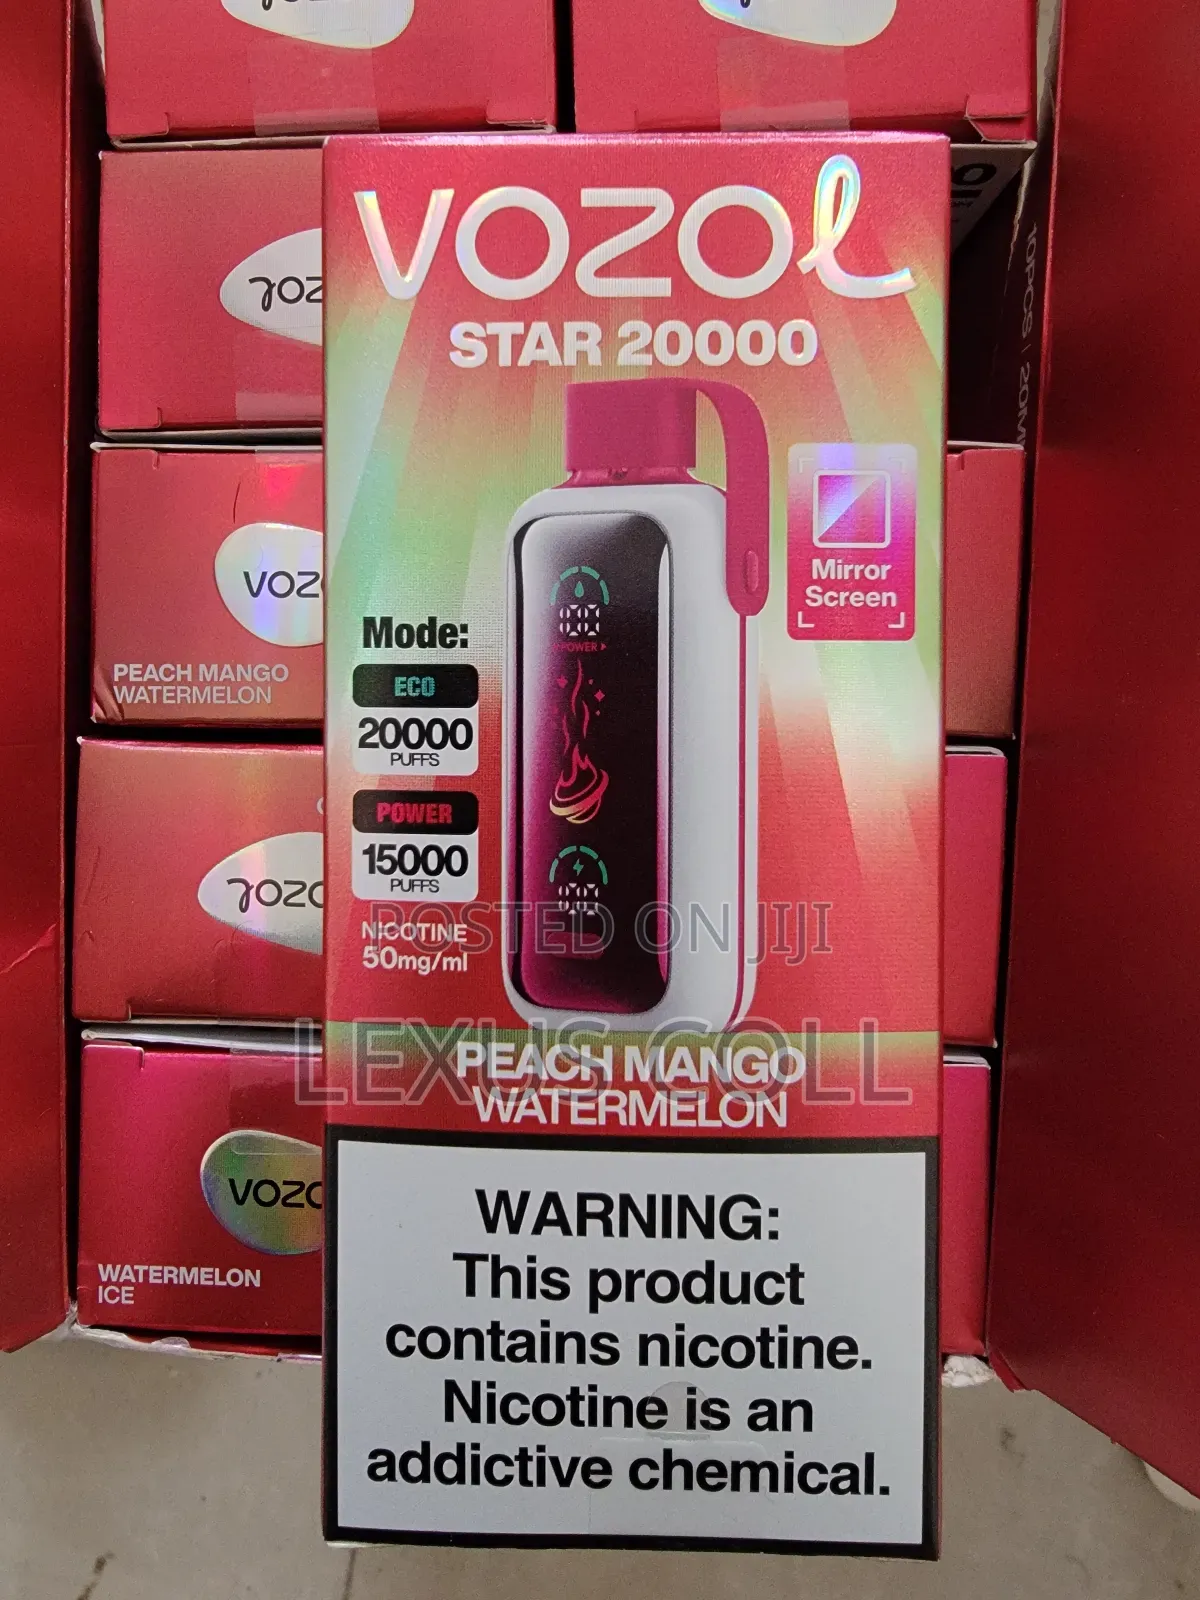 VOZOL
STAR 20000
Mirror
Screen
Mode:
ECO
20000
PUFFS
POWER
15000
PUFFS
NICOTINE
50mg/ml
POWER
PEACH MANGO
WATERMELON
WARNING:
This product
contains nicotine.
Nicotine is an
addictive chemical.
PEACH MANGO
WATERMELON
WATERMELON
ICE
POSTED ON JIJI
LEXUS COLL